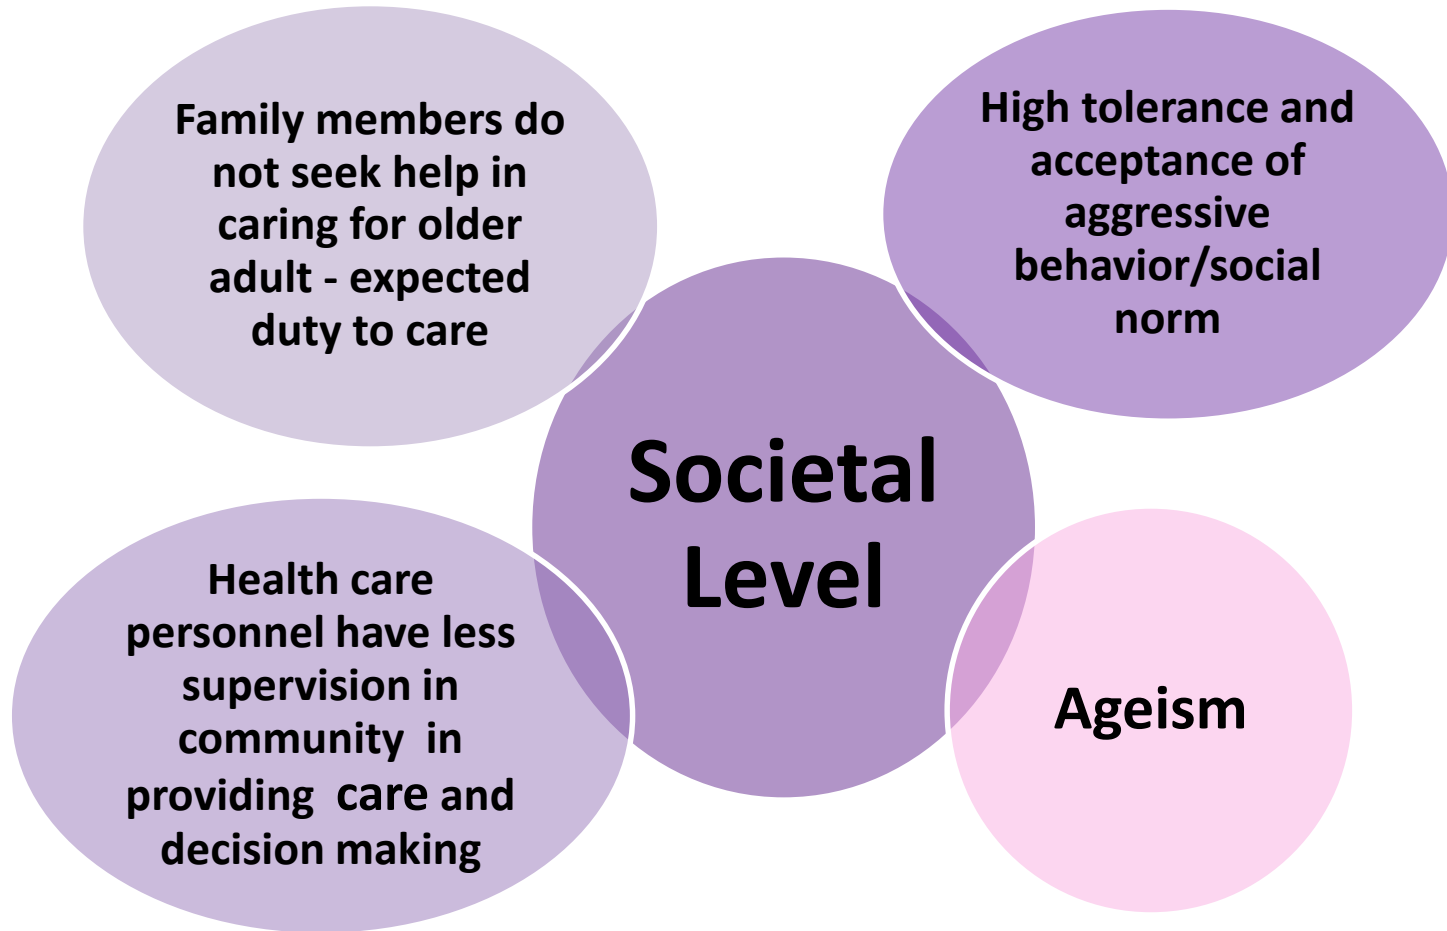 Family members do
not seek help in
caring for older
adult - expected
duty to care
High tolerance and
acceptance of
aggressive
behavior/social
norm
Societal
Level
Health care
personnel have less
supervision in
community  in
providing  care and
decision making
Ageism